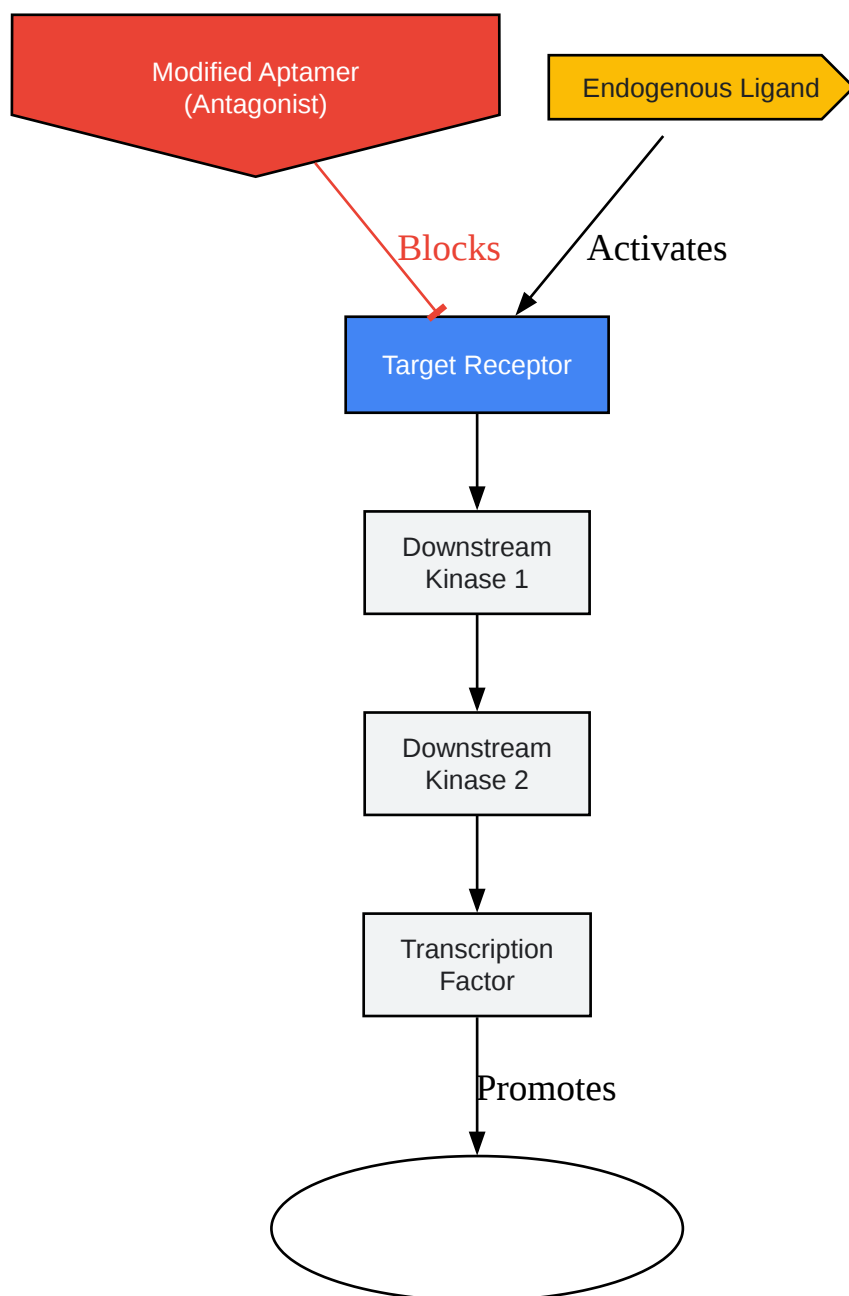 Modified Aptamer
(Antagonist)
Endogenous Ligand
Blocks
Activates
Target Receptor
Downstream
Kinase 1
Downstream
Kinase 2
Transcription
Factor
Promotes